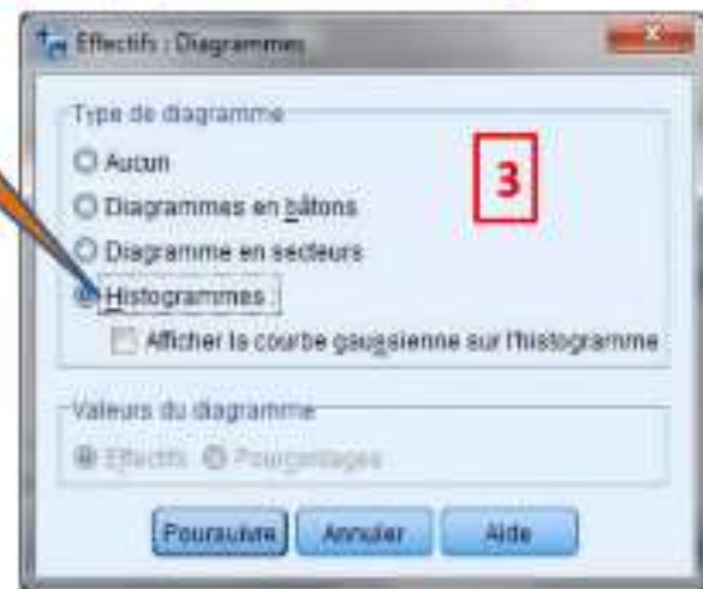 Effectifs : Diagrammes
Type de diagramme
Aucun
3
Diagrammes en bâtons
Diagramme en secteurs
Histogrammes :
Afficher la courbe gaussienne sur l'histogramme
Valeurs du diagramme
Effectifs Pourcentages
Poursuivre Annuler Aide